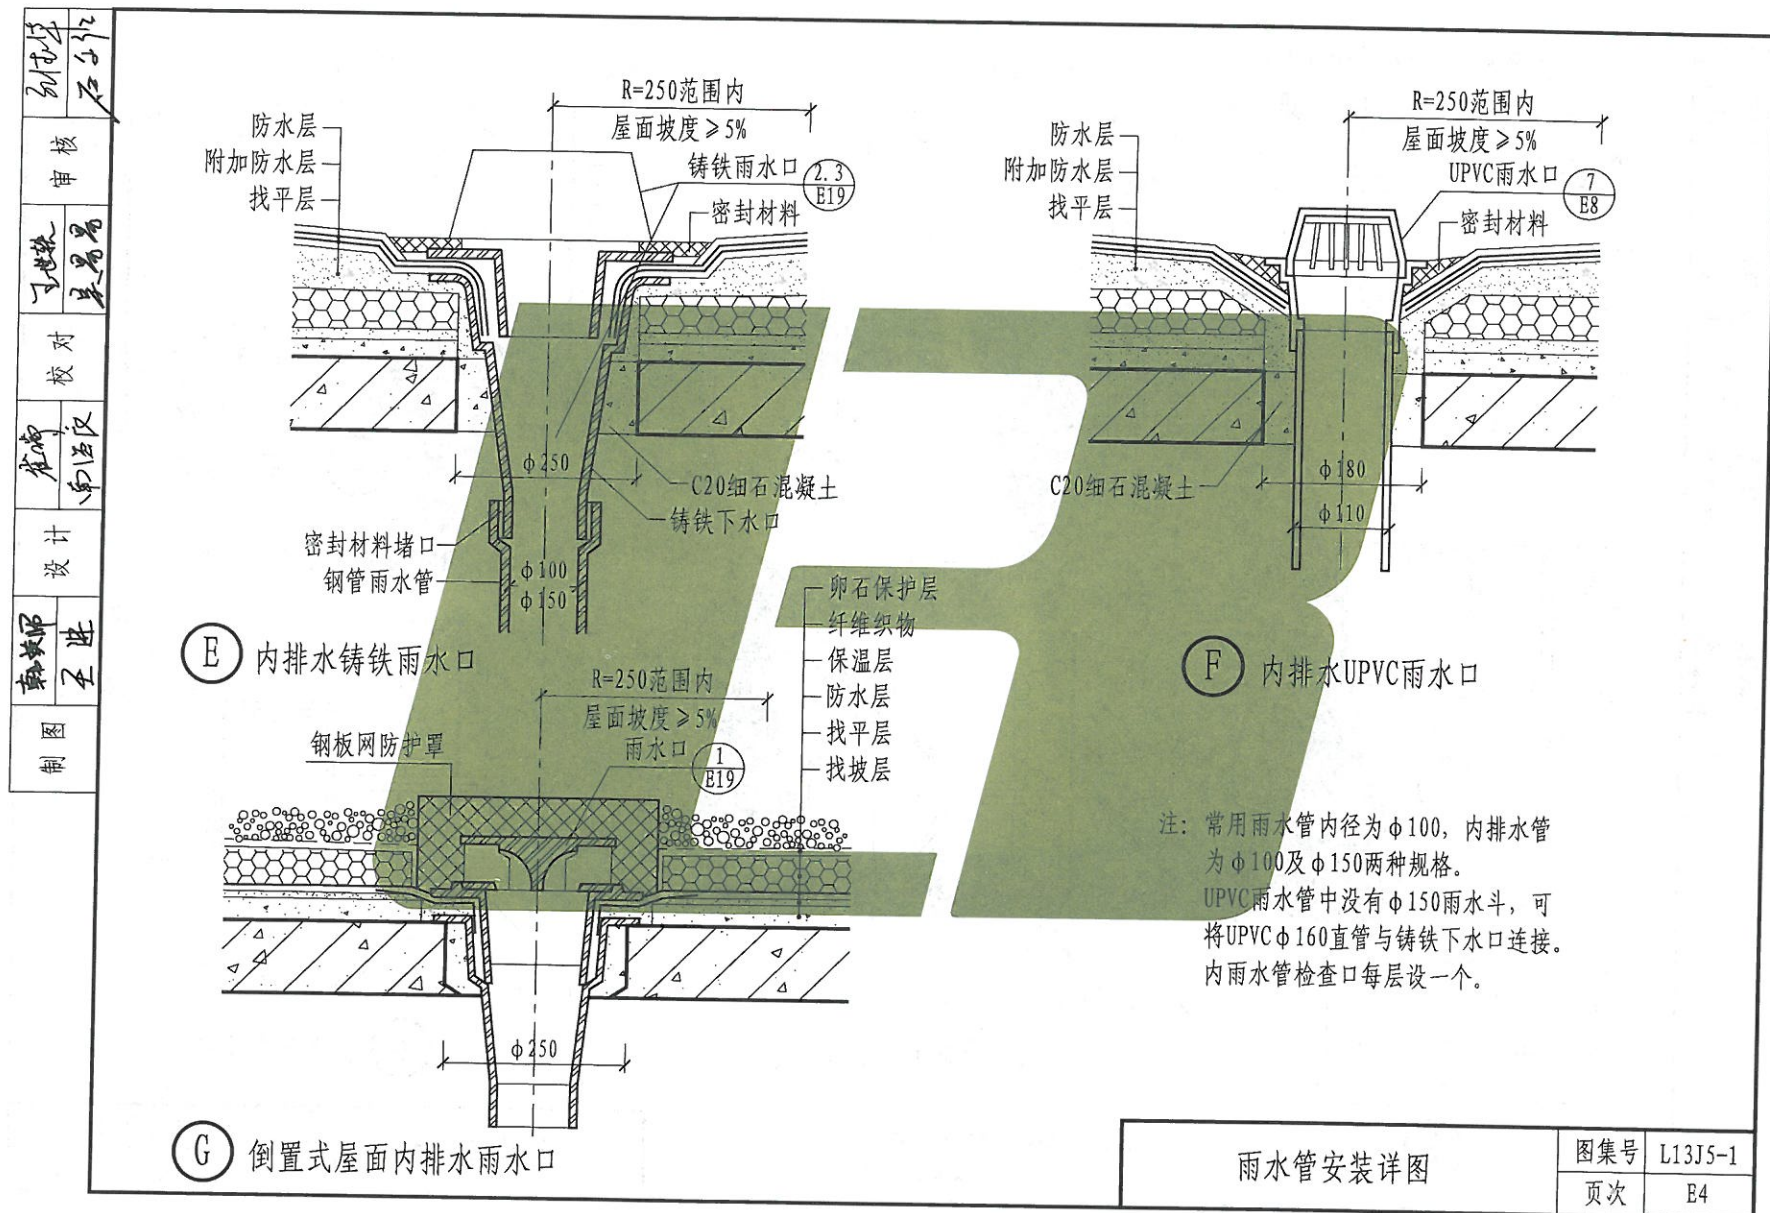 审核
校对
设计
制图
R=250范围内
屋面坡度≥5%
防水层
附加防水层
找平层
铸铁雨水口
2.3
E19
密封材料
φ250
C20细石混凝土
铸铁下水口
密封材料堵口
钢管雨水管
φ100
φ150
E 内排水铸铁雨水口
R=250范围内
屋面坡度≥5%
防水层
附加防水层
找平层
UPVC雨水口
7
E8
密封材料
C20细石混凝土
φ180
φ110
F 内排水UPVC雨水口
卵石保护层
纤维织物
保温层
防水层
找平层
找坡层
R=250范围内
屋面坡度≥5%
雨水口
1
E19
钢板网防护罩
φ250
G 倒置式屋面内排水雨水口
注: 常用雨水管内径为φ100, 内排水管
为φ100及φ150两种规格。
UPVC雨水管中没有φ150雨水斗, 可
将UPVCφ160直管与铸铁下水口连接。
内雨水管检查口每层设一个。
雨水管安装详图
图集号 L13J5-1
页次 E4